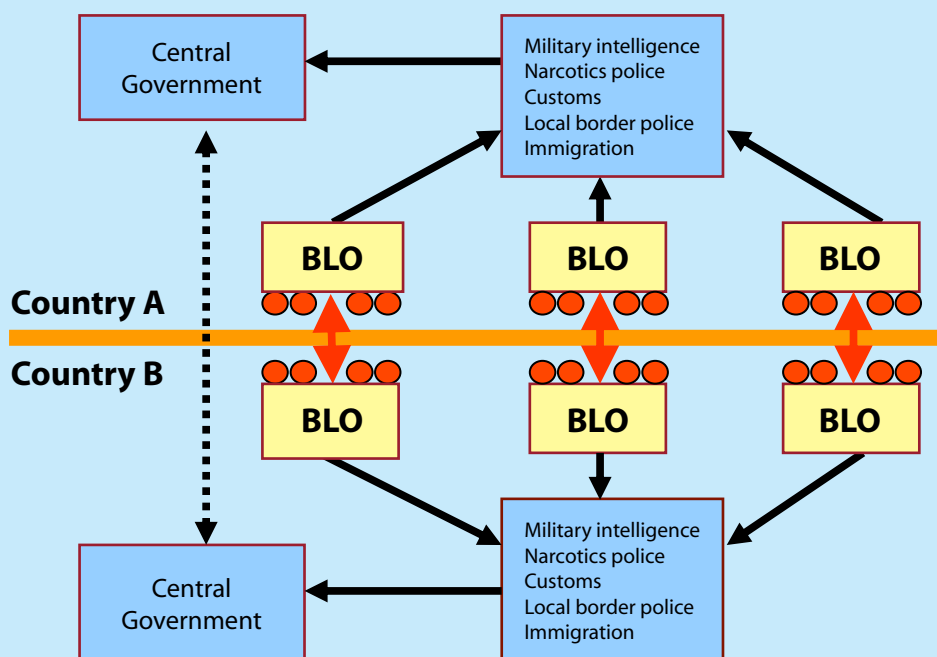 Central
Government
Military intelligence
Narcotics police
Customs
Local border police
Immigration
BLO
BLO
BLO
Country A
Country B
BLO
BLO
BLO
Central
Government
Military intelligence
Narcotics police
Customs
Local border police
Immigration